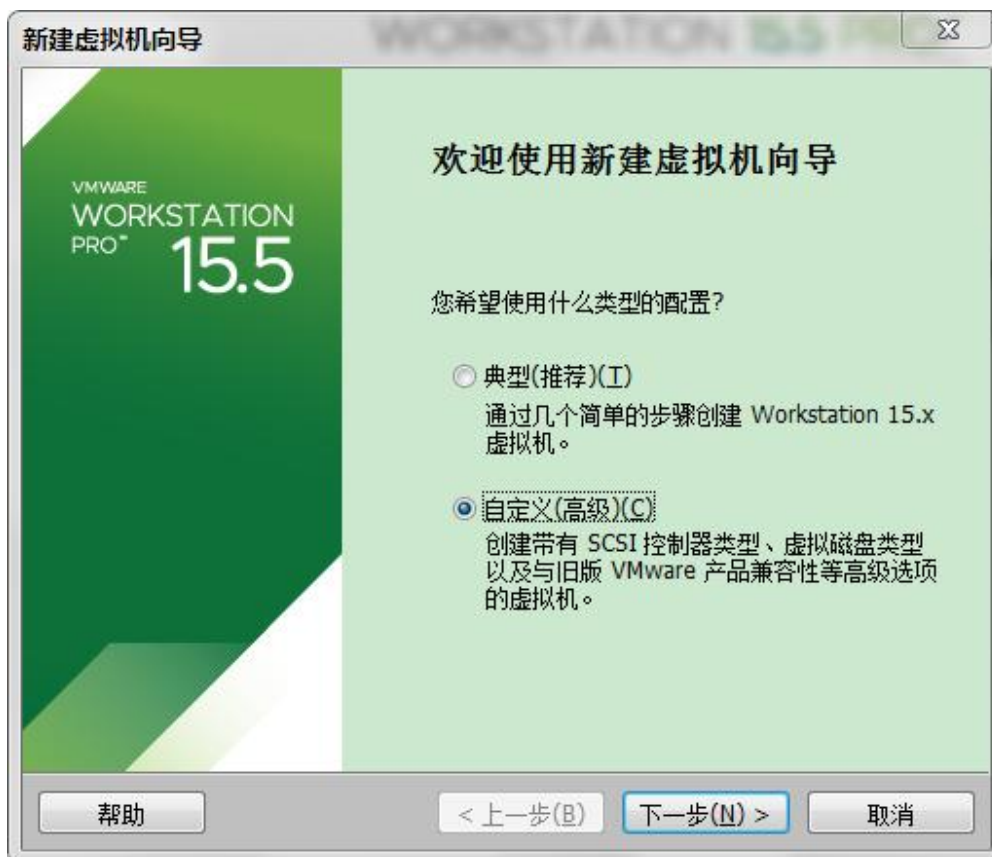 WORKSTATION 15.5 PRO
新建虚拟机向导
VMWARE
WORKSTATION
PRO™
15.5
欢迎使用新建虚拟机向导
您希望使用什么类型的配置?
典型(推荐)(T)
通过几个简单的步骤创建 Workstation 15.x
虚拟机。
自定义(高级)(C)
创建带有 SCSI 控制器类型、虚拟磁盘类型
以及与旧版 VMware 产品兼容性等高级选项
的虚拟机。
帮助
< 上一步(B)
下一步(N) >
取消